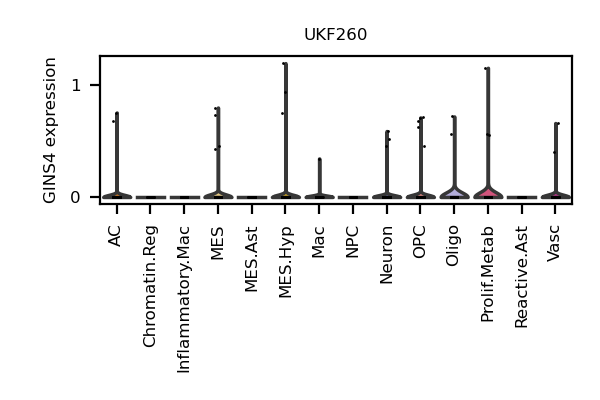 UKF260
GINS4 expression
1
0
AC
Chromatin.Reg
Inflammatory.Mac
MES
MES.Ast
MES.Hyp
Mac
NPC
Neuron
OPC
Oligo
Prolif.Metab
Reactive.Ast
Vasc